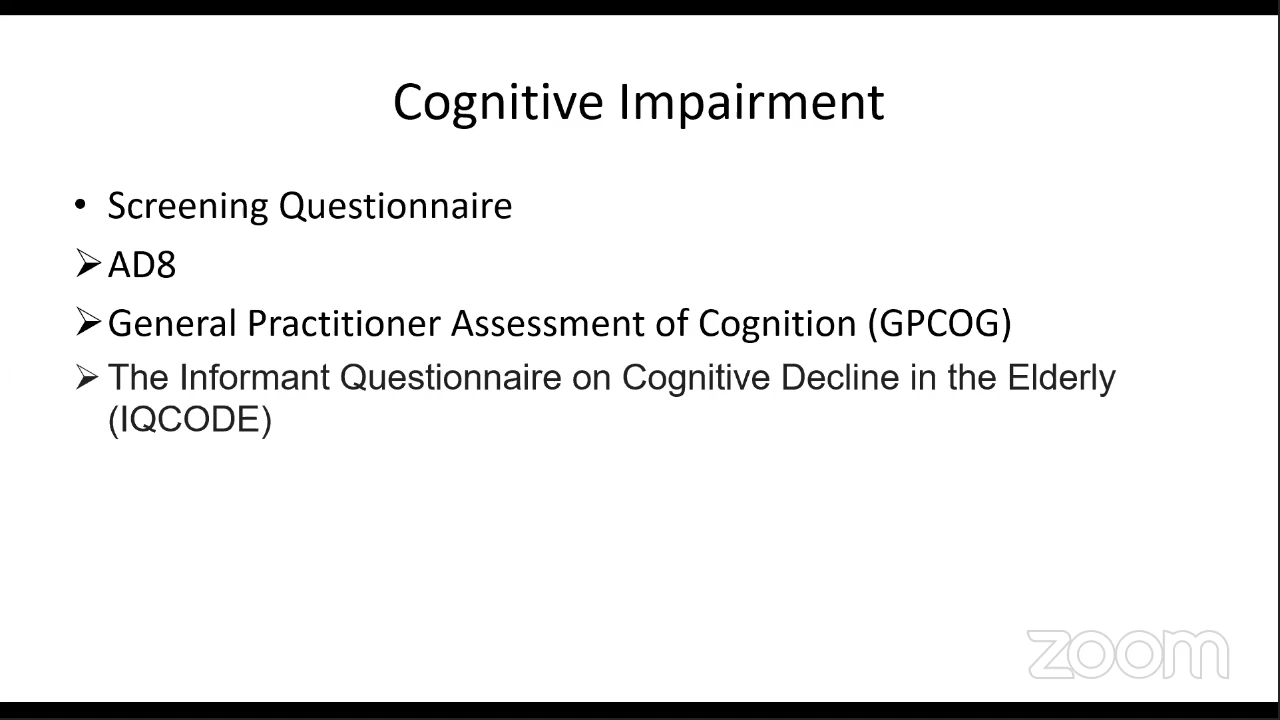 Cognitive Impairment
• Screening Questionnaire
➢ AD8
➢ General Practitioner Assessment of Cognition (GPCOG)
➢ The Informant Questionnaire on Cognitive Decline in the Elderly
(IQCODE)
zoom